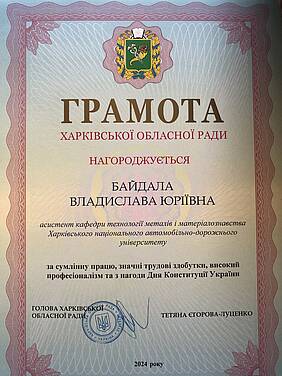 ГРАМОТА
ХАРКІВСЬКОЇ ОБЛАСНОЇ РАДИ
НАГОРОДЖУЄТЬСЯ
БАЙДАЛА
ВЛАДИСЛАВА ЮРІЇВНА
асистент кафедри технології металів і матеріалознавства
Харківського національного автомобільно-дорожнього
університету
за сумлінну працю, значні трудові здобутки, високий
професіоналізм та з нагоди Дня Конституції України
ГОЛОВА ХАРКІВСЬКОЇ
ОБЛАСНОЇ РАДИ
ТЕТЯНА ЄГОРОВА-ЛУЦЕНКО
2024 року